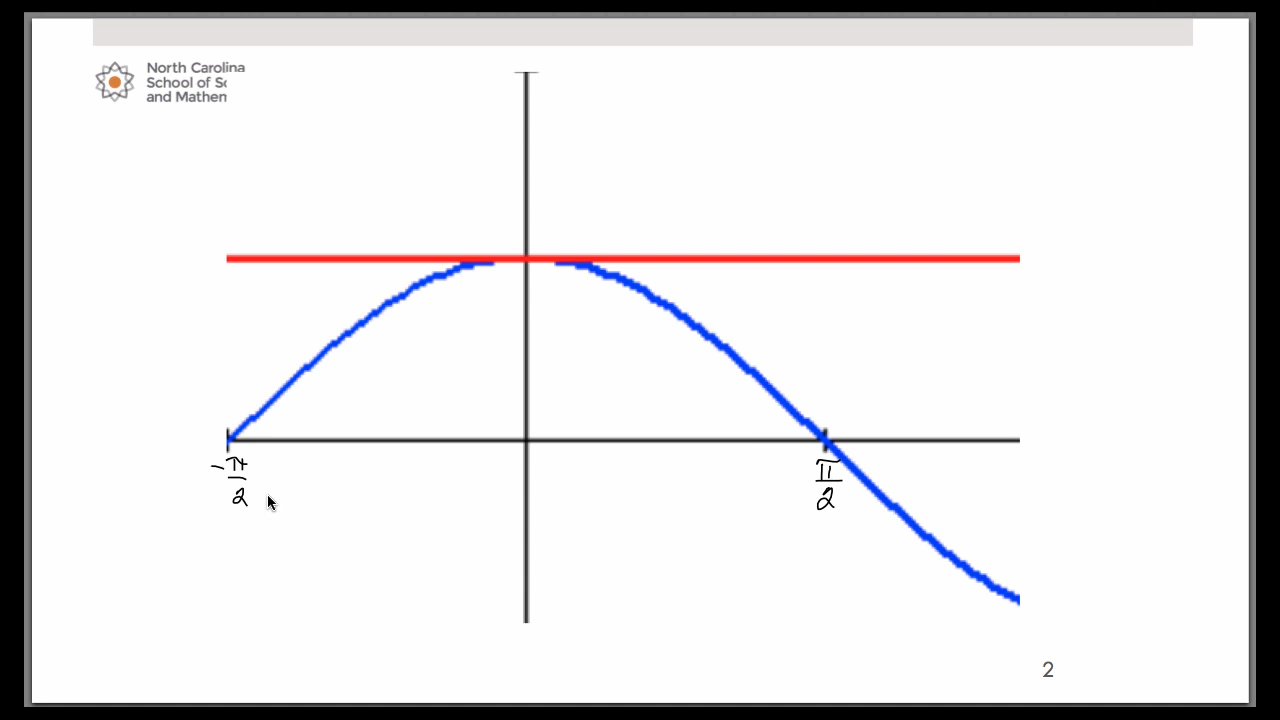 North Carolina
School of Sc
and Mathem
-π/2
π/2
2